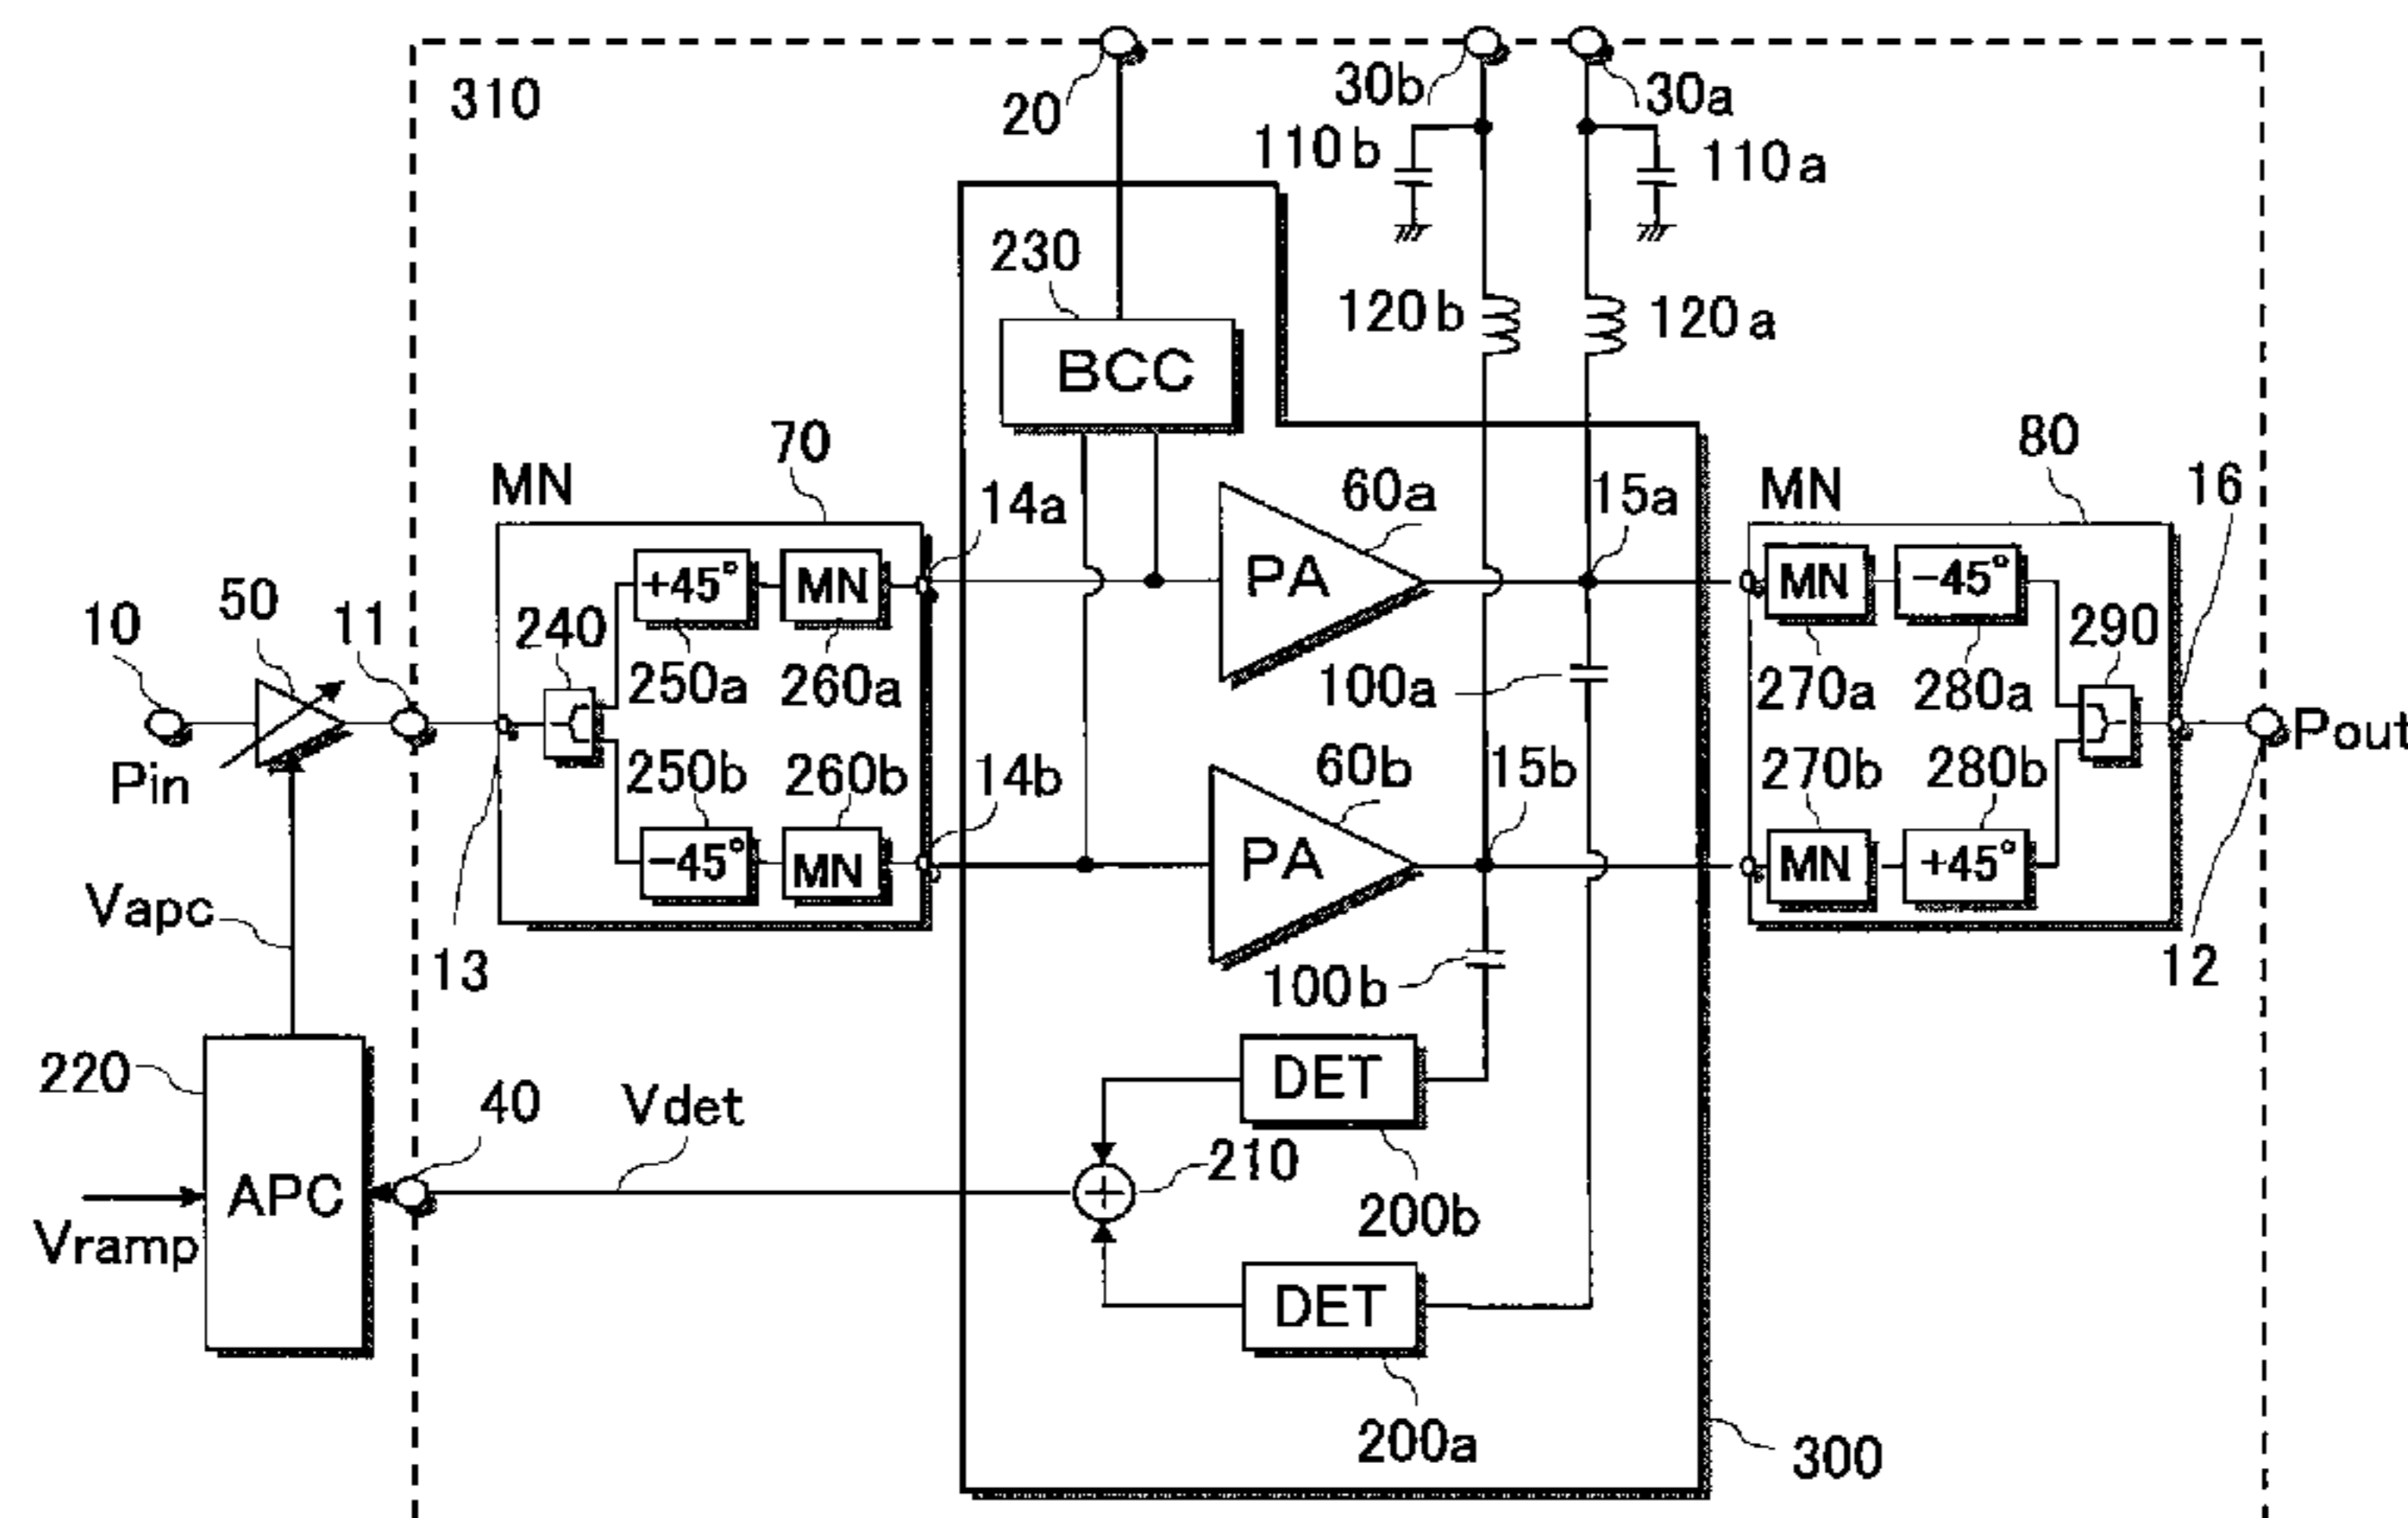 310
20
30b
30a
110b
110a
230
BCC
120b
120a
MN
70
14a
60a
PA
15a
MN
80
16
10
50
11
240
+45°
MN
250a
260a
100a
MN
-45°
270a
280a
290
Pin
Pout
250b
260b
14b
60b
PA
15b
270b
280b
-45°
MN
MN
+45°
Vapc
13
100b
12
220
40
Vdet
DET
210
200b
APC
Vramp
DET
200a
300